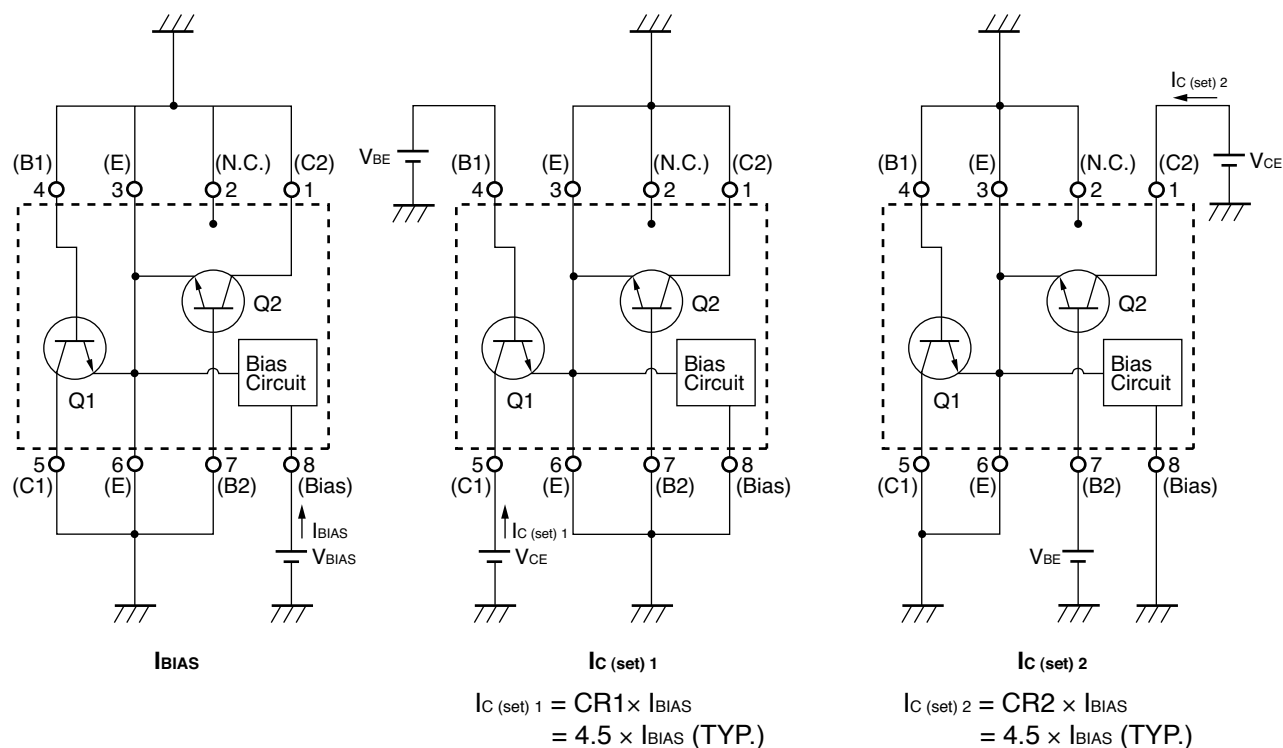 (B1) (E) (N.C.) (C2)
4 3 2 1
Q2
Q1
Bias
Circuit
5 6 7 8
(C1) (E) (B2) (Bias)
IBIAS
VBIAS
IBIAS
VBE
(B1) (E) (N.C.) (C2)
4 3 2 1
Q2
Q1
Bias
Circuit
5 6 7 8
(C1) (E) (B2) (Bias)
IC (set) 1
VCE
IC (set) 1
IC (set) 1 = CR1× IBIAS
= 4.5 × IBIAS (TYP.)
IC (set) 2
VCE
(B1) (E) (N.C.) (C2)
4 3 2 1
Q2
Q1
Bias
Circuit
5 6 7 8
(C1) (E) (B2) (Bias)
VBE
IC (set) 2
IC (set) 2 = CR2 × IBIAS
= 4.5 × IBIAS (TYP.)